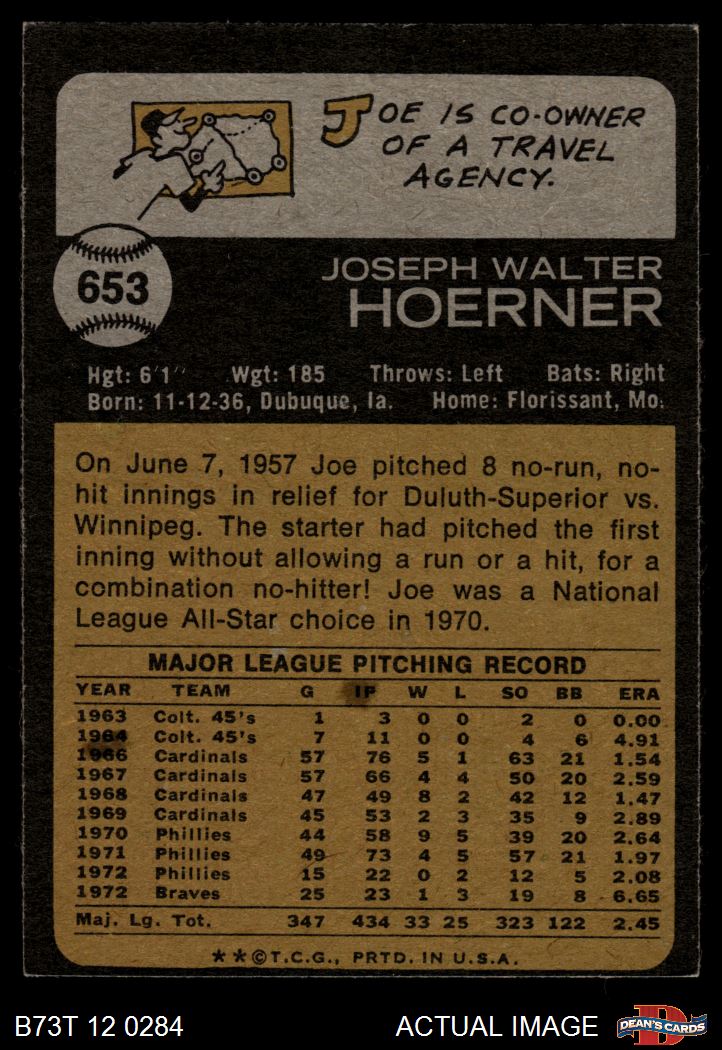 JOE IS CO-OWNER
OF A TRAVEL
AGENCY.
653
JOSEPH WALTER
HOERNER
Hgt: 6'1" Wgt: 185 Throws: Left Bats: Right
Born: 11-12-36, Dubuque, Ia. Home: Florissant, Mo.
On June 7, 1957 Joe pitched 8 no-run, no-
hit innings in relief for Duluth-Superior vs.
Winnipeg. The starter had pitched the first
inning without allowing a run or a hit, for a
combination no-hitter! Joe was a National
League All-Star choice in 1970.
MAJOR LEAGUE PITCHING RECORD
YEAR TEAM G IP W L SO BB ERA
1963 Colt. 45's 1 3 0 0 2 0 0.00
1964 Colt. 45's 7 11 0 0 4 6 4.91
1966 Cardinals 57 76 5 1 63 21 1.54
1967 Cardinals 57 66 4 4 50 20 2.59
1968 Cardinals 47 49 8 2 42 12 1.47
1969 Cardinals 45 53 2 3 35 9 2.89
1970 Phillies 44 58 9 5 39 20 2.64
1971 Phillies 49 73 4 5 57 21 1.97
1972 Phillies 15 22 0 2 12 5 2.08
1972 Braves 25 23 1 3 19 8 6.65
Maj. Lg. Tot. 347 434 33 25 323 122 2.45
**©T.C.G., PRTD. IN U.S.A.
B73T 12 0284 ACTUAL IMAGE D DEAN'S CARDS